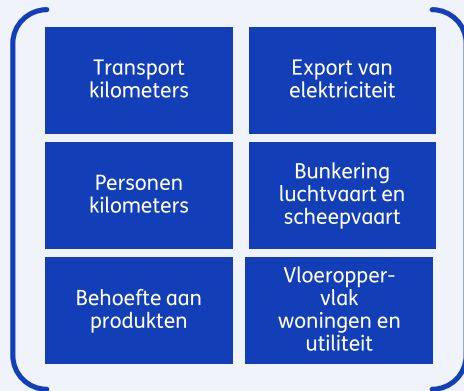 Transport
kilometers
Export van
elektriciteit
Personen
kilometers
Bunkering
luchtvaart en
scheepvaart
Behoefte aan
produkten
Vloeropper-
vlak
woningen en
utiliteit